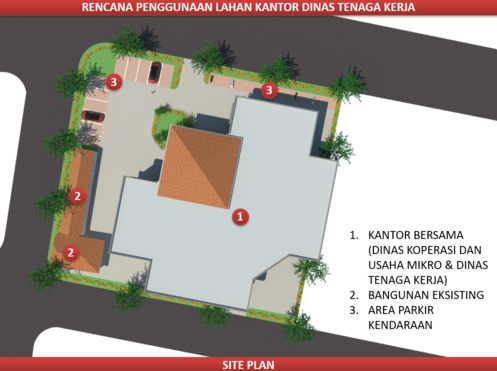 RENCANA PENGGUNAAN LAHAN KANTOR DINAS TENAGA KERJA
3
3
2
1
2
1. KANTOR BERSAMA
(DINAS KOPERASI DAN
USAHA MIKRO & DINAS
TENAGA KERJA)
2. BANGUNAN EKSISTING
3. AREA PARKIR
KENDARAAN
SITE PLAN